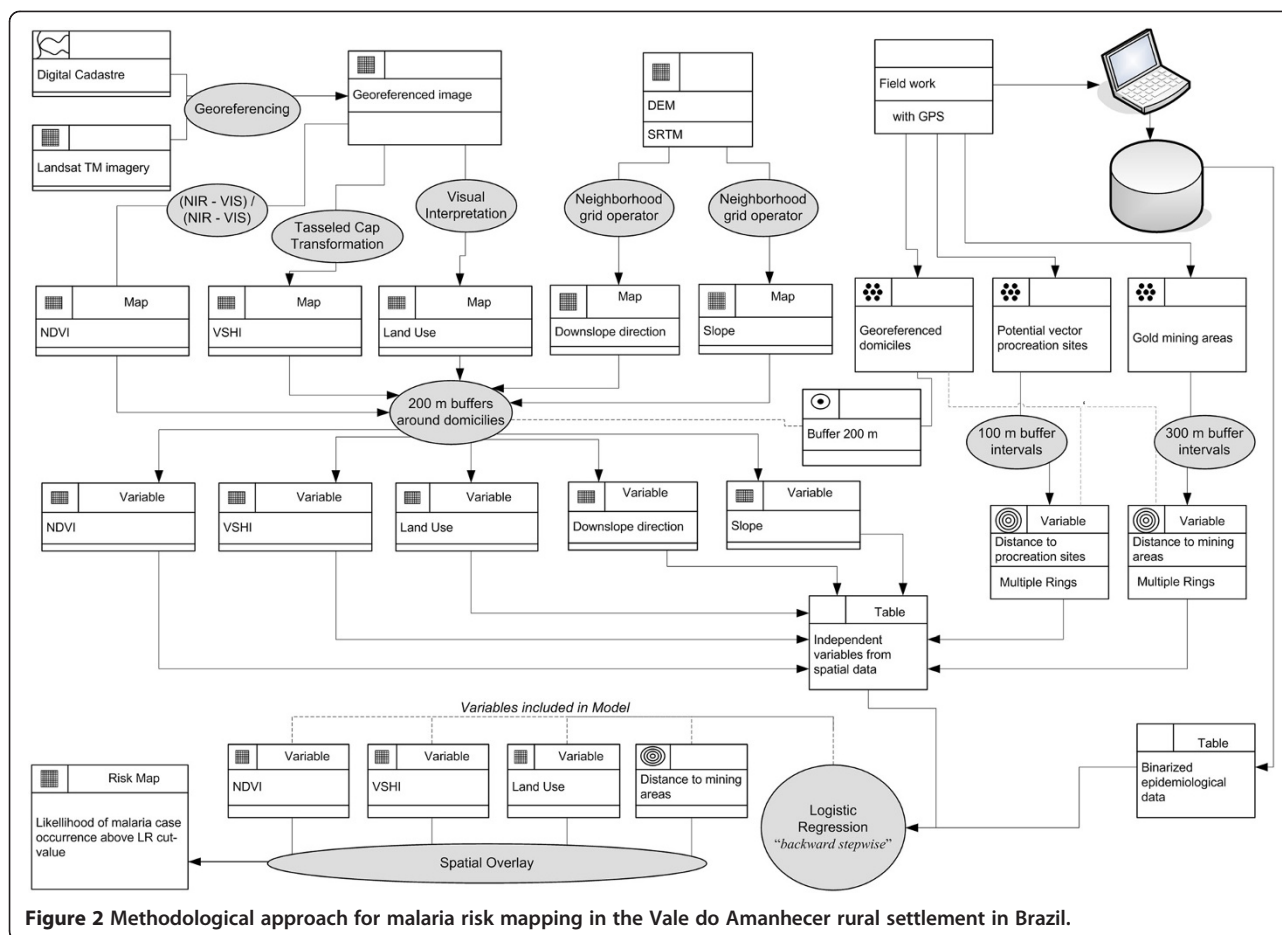 Digital Cadastre
Georeferencing
Landsat TM imagery
Georeferenced image
DEM
SRTM
Field work
with GPS
(NIR - VIS) /
(NIR - VIS)
Tasseled Cap
Transformation
Visual
Interpretation
Neighborhood
grid operator
Neighborhood
grid operator
Map
NDVI
Map
VSHI
Map
Land Use
Map
Downslope direction
Map
Slope
Georeferenced
domiciles
Potential vector
procreation sites
Gold mining areas
200 m buffers
around domicilies
Buffer 200 m
100 m buffer
intervals
300 m buffer
intervals
Variable
NDVI
Variable
VSHI
Variable
Land Use
Variable
Downslope direction
Variable
Slope
Variable
Distance to
procreation sites
Multiple Rings
Variable
Distance to mining
areas
Multiple Rings
Table
Independent
variables from
spatial data
Variables included in Model
Variable
NDVI
Variable
VSHI
Variable
Land Use
Distance to mining
areas
Logistic
Regression
"backward stepwise"
Table
Binarized
epidemiological
data
Risk Map
Likellihood of malaria case
occurrence above LR cut-
value
Spatial Overlay
Figure 2 Methodological approach for malaria risk mapping in the Vale do Amanhecer rural settlement in Brazil.